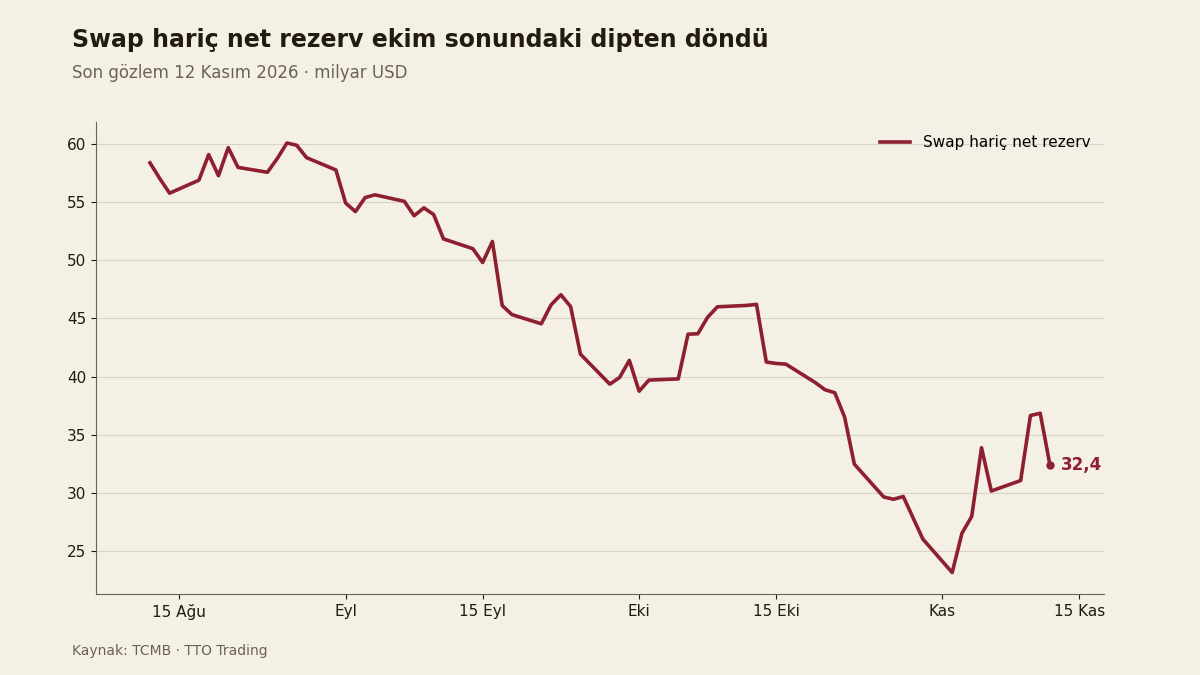 Swap hariç net rezerv ekim sonundaki dipten döndü
Son gözlem 12 Kasım 2026 · milyar USD
Swap hariç net rezerv
60
55
50
45
40
35
30
25
32,4
15 Ağu
Eyl
15 Eyl
Eki
15 Eki
Kas
15 Kas
Kaynak: TCMB · TTO Trading